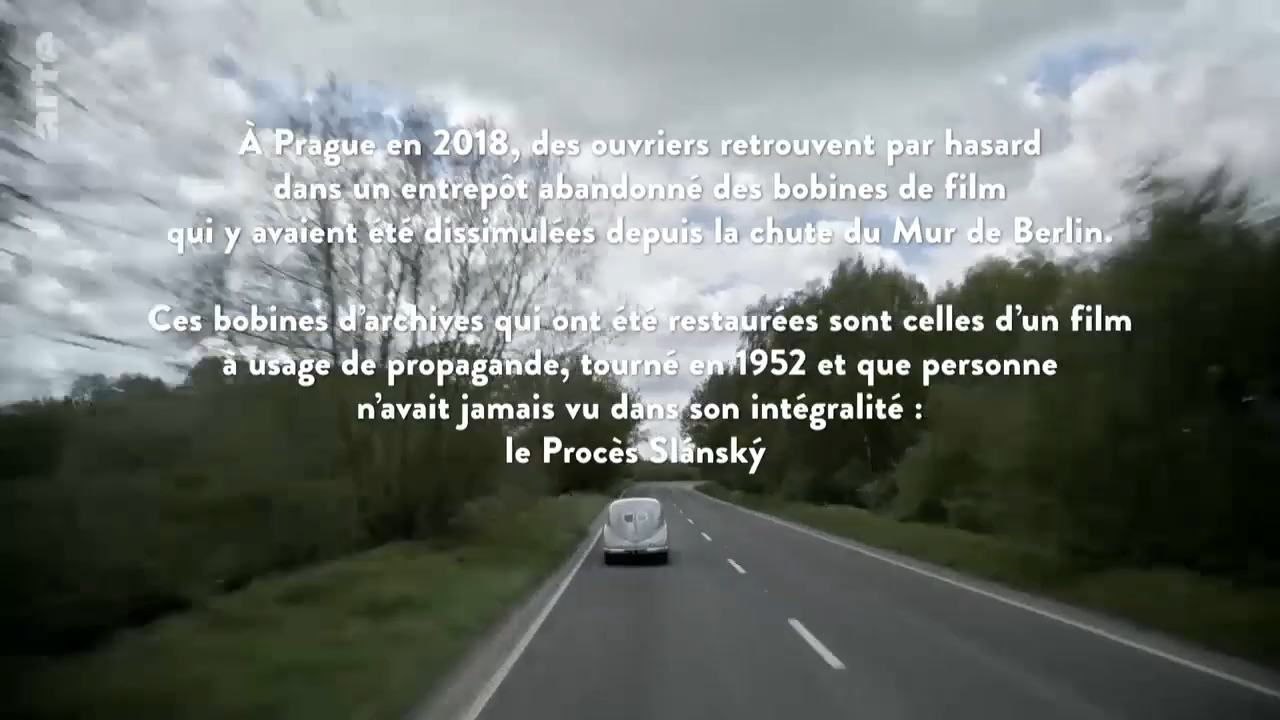 arte
À Prague en 2018, des ouvriers retrouvent par hasard
dans un entrepôt abandonné des bobines de film
qui y avaient été dissimulées depuis la chute du Mur de Berlin.
Ces bobines d'archives qui ont été restaurées sont celles d'un film
à usage de propagande, tourné en 1952 et que personne
n'avait jamais vu dans son intégralité :
le Procès Slánský